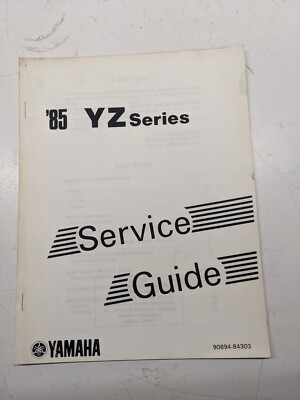 '85 YZ Series
Service
Guide
YAMAHA
90894-84303